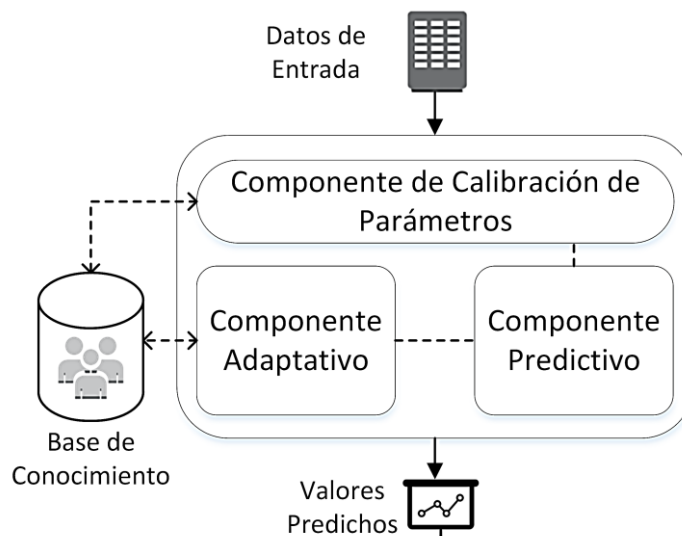 Datos de
Entrada
Componente de Calibración de
Parámetros
Componente
Adaptativo
Componente
Predictivo
Base de
Conocimiento
Valores
Predichos